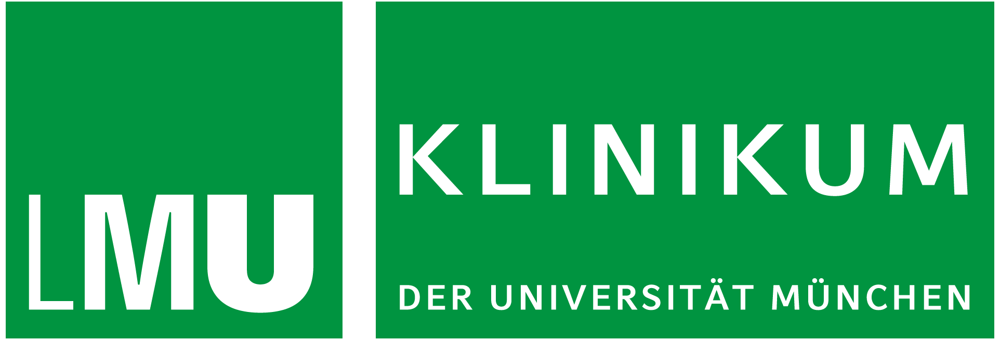 LMU
KLINIKUM
DER UNIVERSITÄT MÜNCHEN